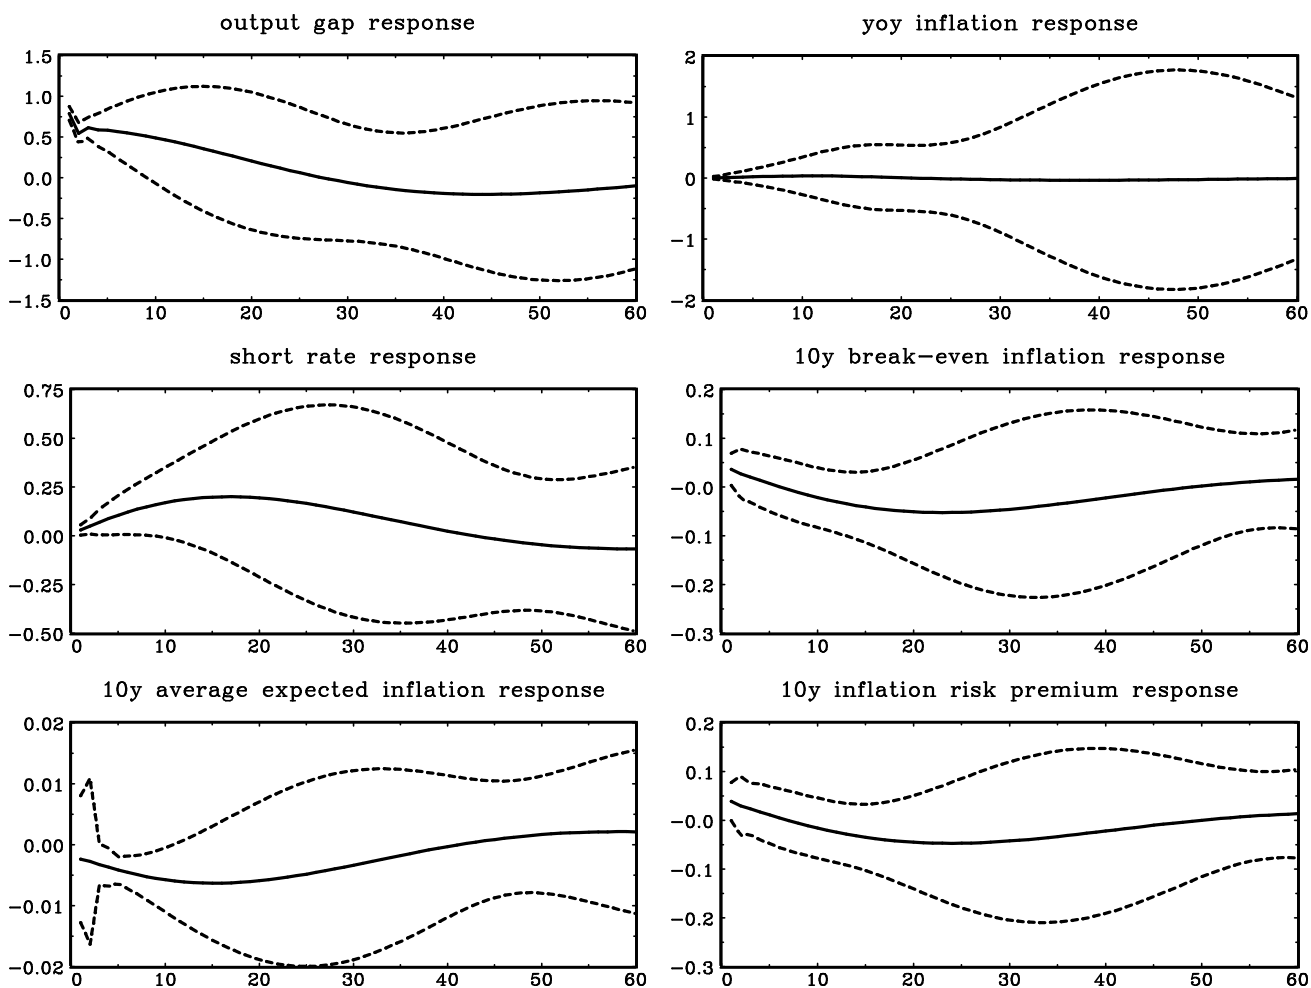 output gap response
1.5
1.0
0.5
0.0
−0.5
−1.0
−1.5
0 10 20 30 40 50 60
yoy inflation response
2
1
0
−1
−2
0 10 20 30 40 50 60
short rate response
0.75
0.50
0.25
0.00
−0.25
−0.50
0 10 20 30 40 50 60
10y break−even inflation response
0.2
0.1
−0.0
−0.1
−0.2
−0.3
0 10 20 30 40 50 60
10y average expected inflation response
0.02
0.01
0.00
−0.01
−0.02
0 10 20 30 40 50 60
10y inflation risk premium response
0.2
0.1
−0.0
−0.1
−0.2
−0.3
0 10 20 30 40 50 60